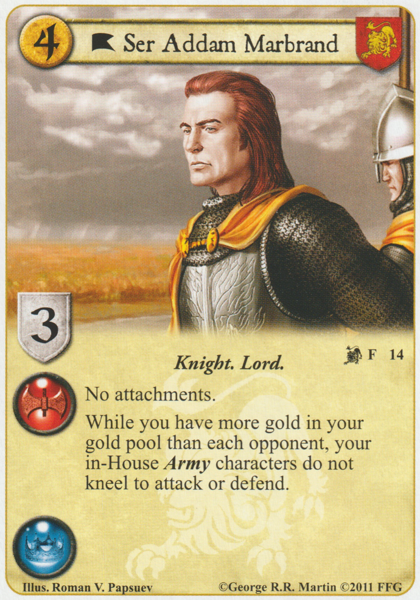 4 Ser Addam Marbrand
3
Knight. Lord.
F 14
No attachments.
While you have more gold in your
gold pool than each opponent, your
in-House Army characters do not
kneel to attack or defend.
Illus. Roman V. Papsuev ©George R.R. Martin ©2011 FFG